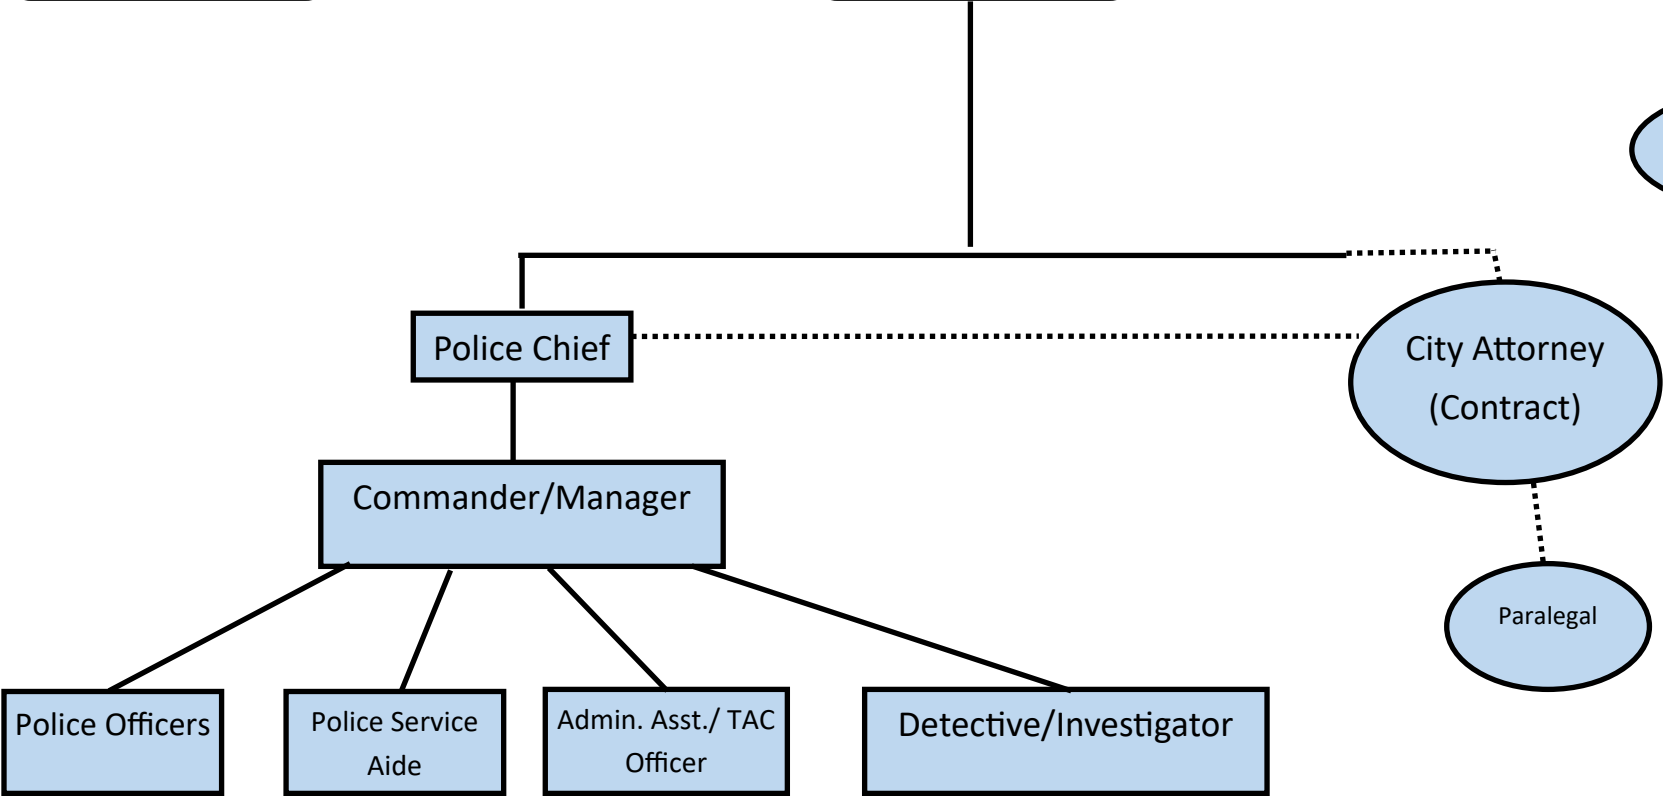 Police Chief
City Attorney
(Contract)
Commander/Manager
Paralegal
Police Officers
Police Service
Aide
Admin. Asst./ TAC
Officer
Detective/Investigator